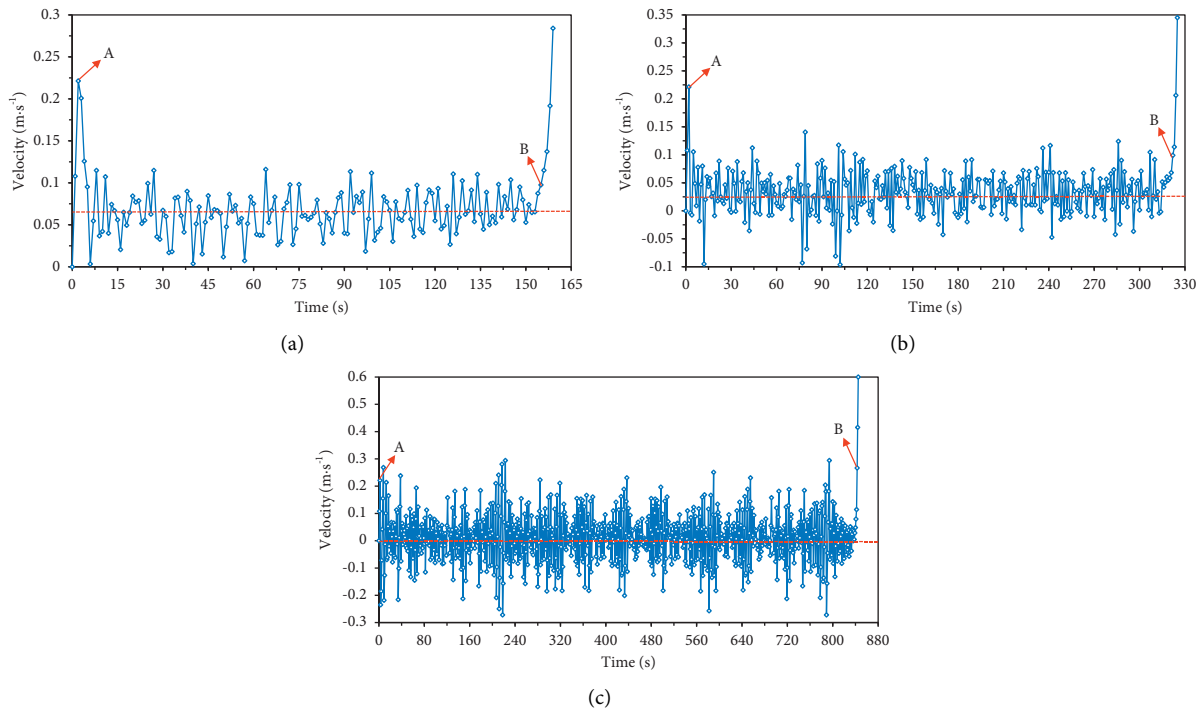 0.3
0.25
0.2
0.15
0.1
0.05
0
Velocity (m·s⁻¹)
A
B
0 15 30 45 60 75 90 105 120 135 150 165
Time (s)
(a)
0.35
0.3
0.25
0.2
0.15
0.1
0.05
0
-0.05
-0.1
Velocity (m·s⁻¹)
A
B
0 30 60 90 120 150 180 210 240 270 300 330
Time (s)
(b)
0.6
0.5
0.4
0.3
0.2
0.1
0
-0.1
-0.2
-0.3
Velocity (m·s⁻¹)
A
B
0 80 160 240 320 400 480 560 640 720 800 880
Time (s)
(c)